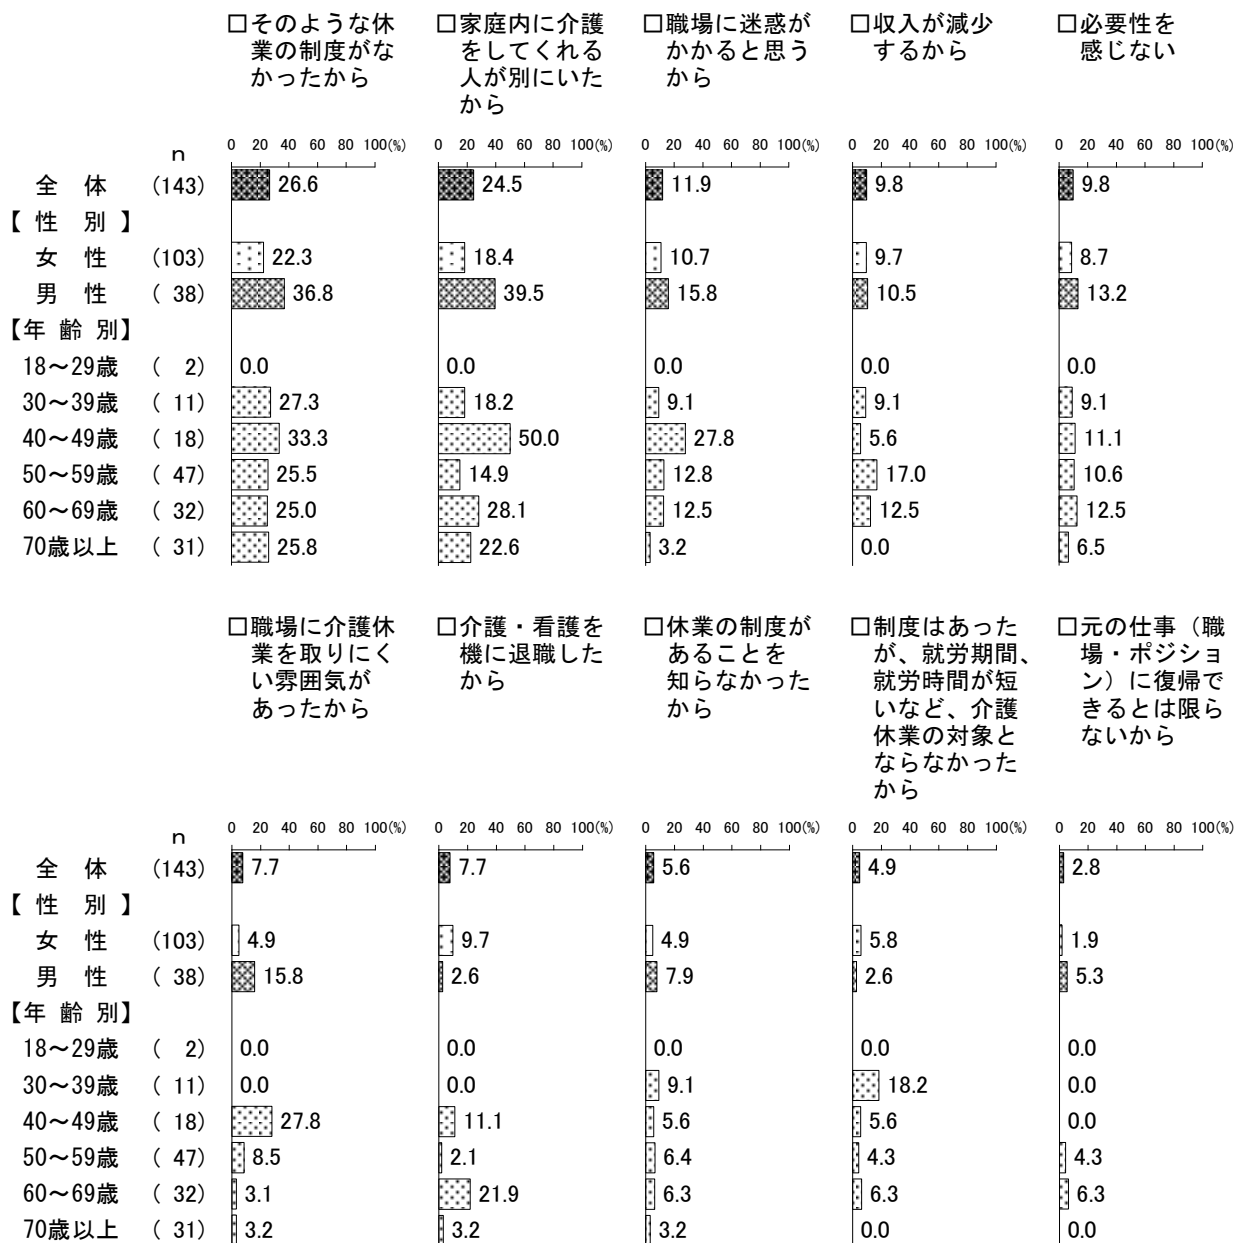 □そのような休
業の制度がな
かったから
□家庭内に介護
をしてくれる
人が別にいた
から
□職場に迷惑が
かかると思う
から
□収入が減少
するから
□必要性を
感じない
n 0 20 40 60 80 100(%) 0 20 40 60 80 100(%) 0 20 40 60 80 100(%) 0 20 40 60 80 100(%) 0 20 40 60 80 100(%)
全 体 (143) 26.6 24.5 11.9 9.8 9.8
【 性 別 】
女 性 (103) 22.3 18.4 10.7 9.7 8.7
男 性 ( 38) 36.8 39.5 15.8 10.5 13.2
【年 齢 別】
18～29歳 ( 2) 0.0 0.0 0.0 0.0 0.0
30～39歳 ( 11) 27.3 18.2 9.1 9.1 9.1
40～49歳 ( 18) 33.3 50.0 27.8 5.6 11.1
50～59歳 ( 47) 25.5 14.9 12.8 17.0 10.6
60～69歳 ( 32) 25.0 28.1 12.5 12.5 12.5
70歳以上 ( 31) 25.8 22.6 3.2 0.0 6.5
□職場に介護休
業を取りにく
い雰囲気が
あったから
□介護・看護を
機に退職した
から
□休業の制度が
あることを
知らなかった
から
□制度はあった
が、就労期間、
就労時間が短
いなど、介護
休業の対象と
ならなかった
から
□元の仕事（職
場・ポジショ
ン）に復帰で
きるとは限ら
ないから
n 0 20 40 60 80 100(%) 0 20 40 60 80 100(%) 0 20 40 60 80 100(%) 0 20 40 60 80 100(%) 0 20 40 60 80 100(%)
全 体 (143) 7.7 7.7 5.6 4.9 2.8
【 性 別 】
女 性 (103) 4.9 9.7 4.9 5.8 1.9
男 性 ( 38) 15.8 2.6 7.9 2.6 5.3
【年 齢 別】
18～29歳 ( 2) 0.0 0.0 0.0 0.0 0.0
30～39歳 ( 11) 0.0 0.0 9.1 18.2 0.0
40～49歳 ( 18) 27.8 11.1 5.6 5.6 0.0
50～59歳 ( 47) 8.5 2.1 6.4 4.3 4.3
60～69歳 ( 32) 3.1 21.9 6.3 6.3 6.3
70歳以上 ( 31) 3.2 3.2 3.2 0.0 0.0